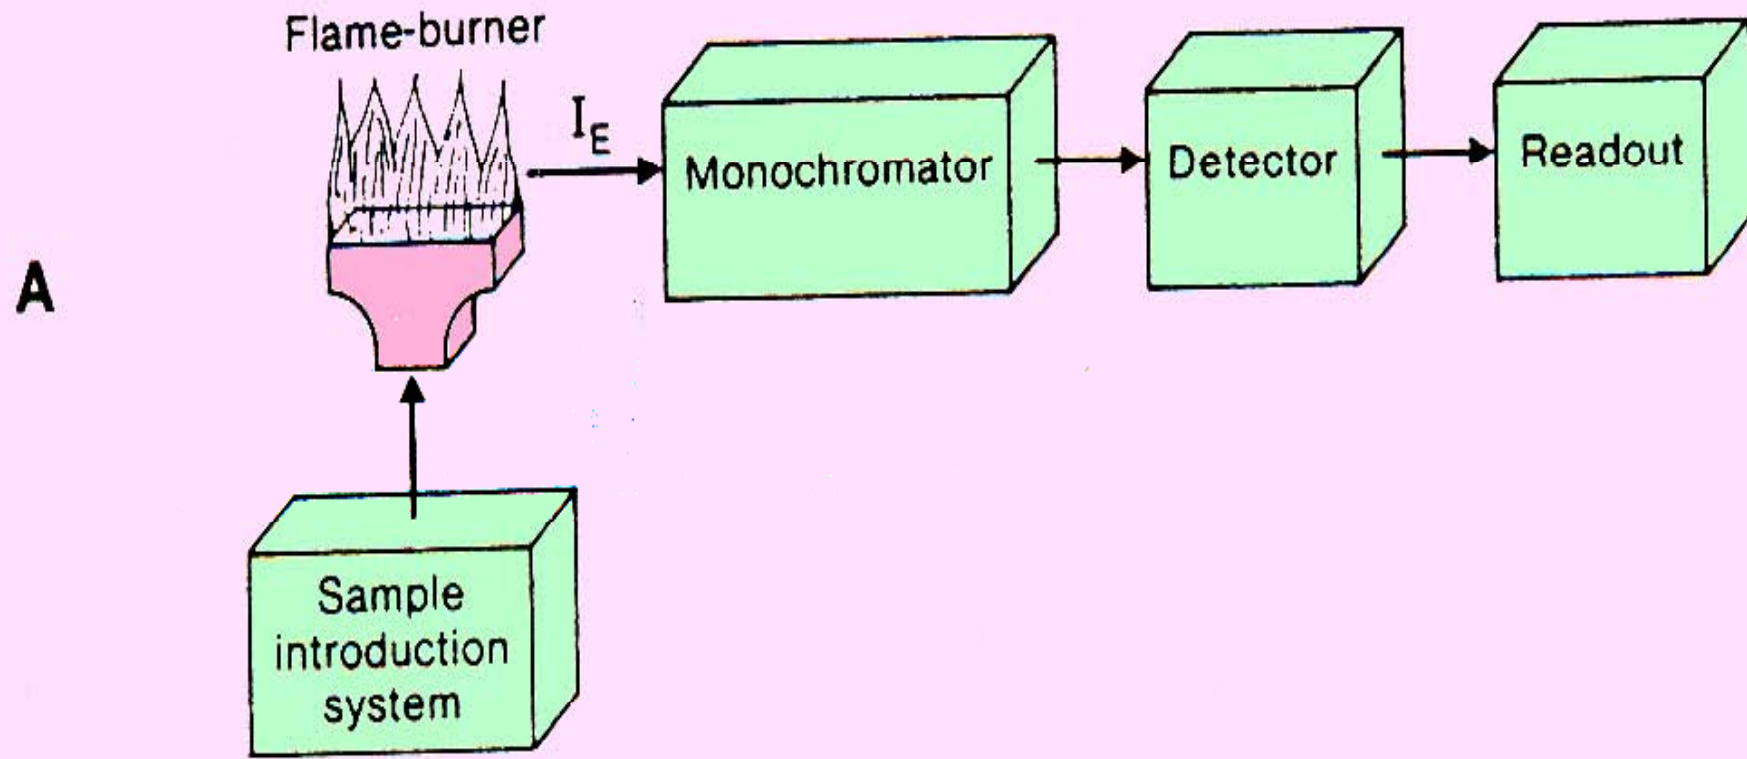 Flame-burner
I_E
Monochromator
Detector
Readout
A
Sample
introduction
system